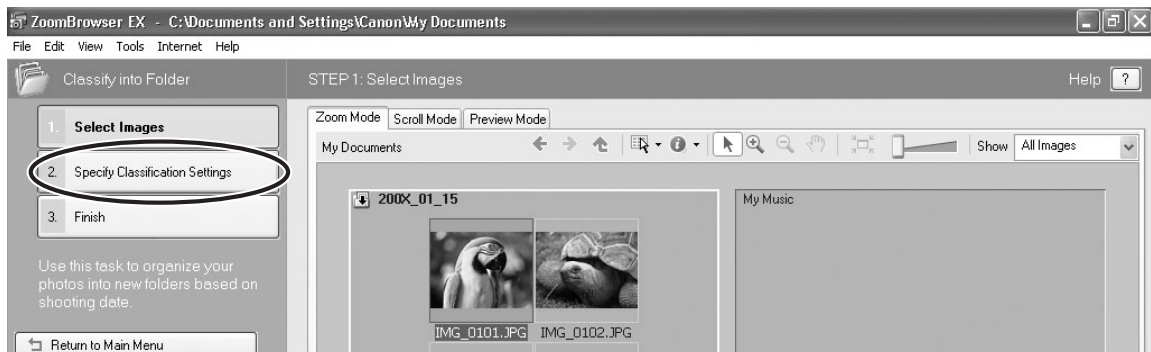 ZoomBrowser EX - C:\Documents and Settings\Canon\My Documents
File Edit View Tools Internet Help
Classify into Folder
STEP 1: Select Images
Help ?
1. Select Images
2. Specify Classification Settings
3. Finish
Use this task to organize your
photos into new folders based on
shooting date.
Return to Main Menu
Zoom Mode Scroll Mode Preview Mode
My Documents
Show All Images
200X_01_15
My Music
IMG_0101.JPG IMG_0102.JPG